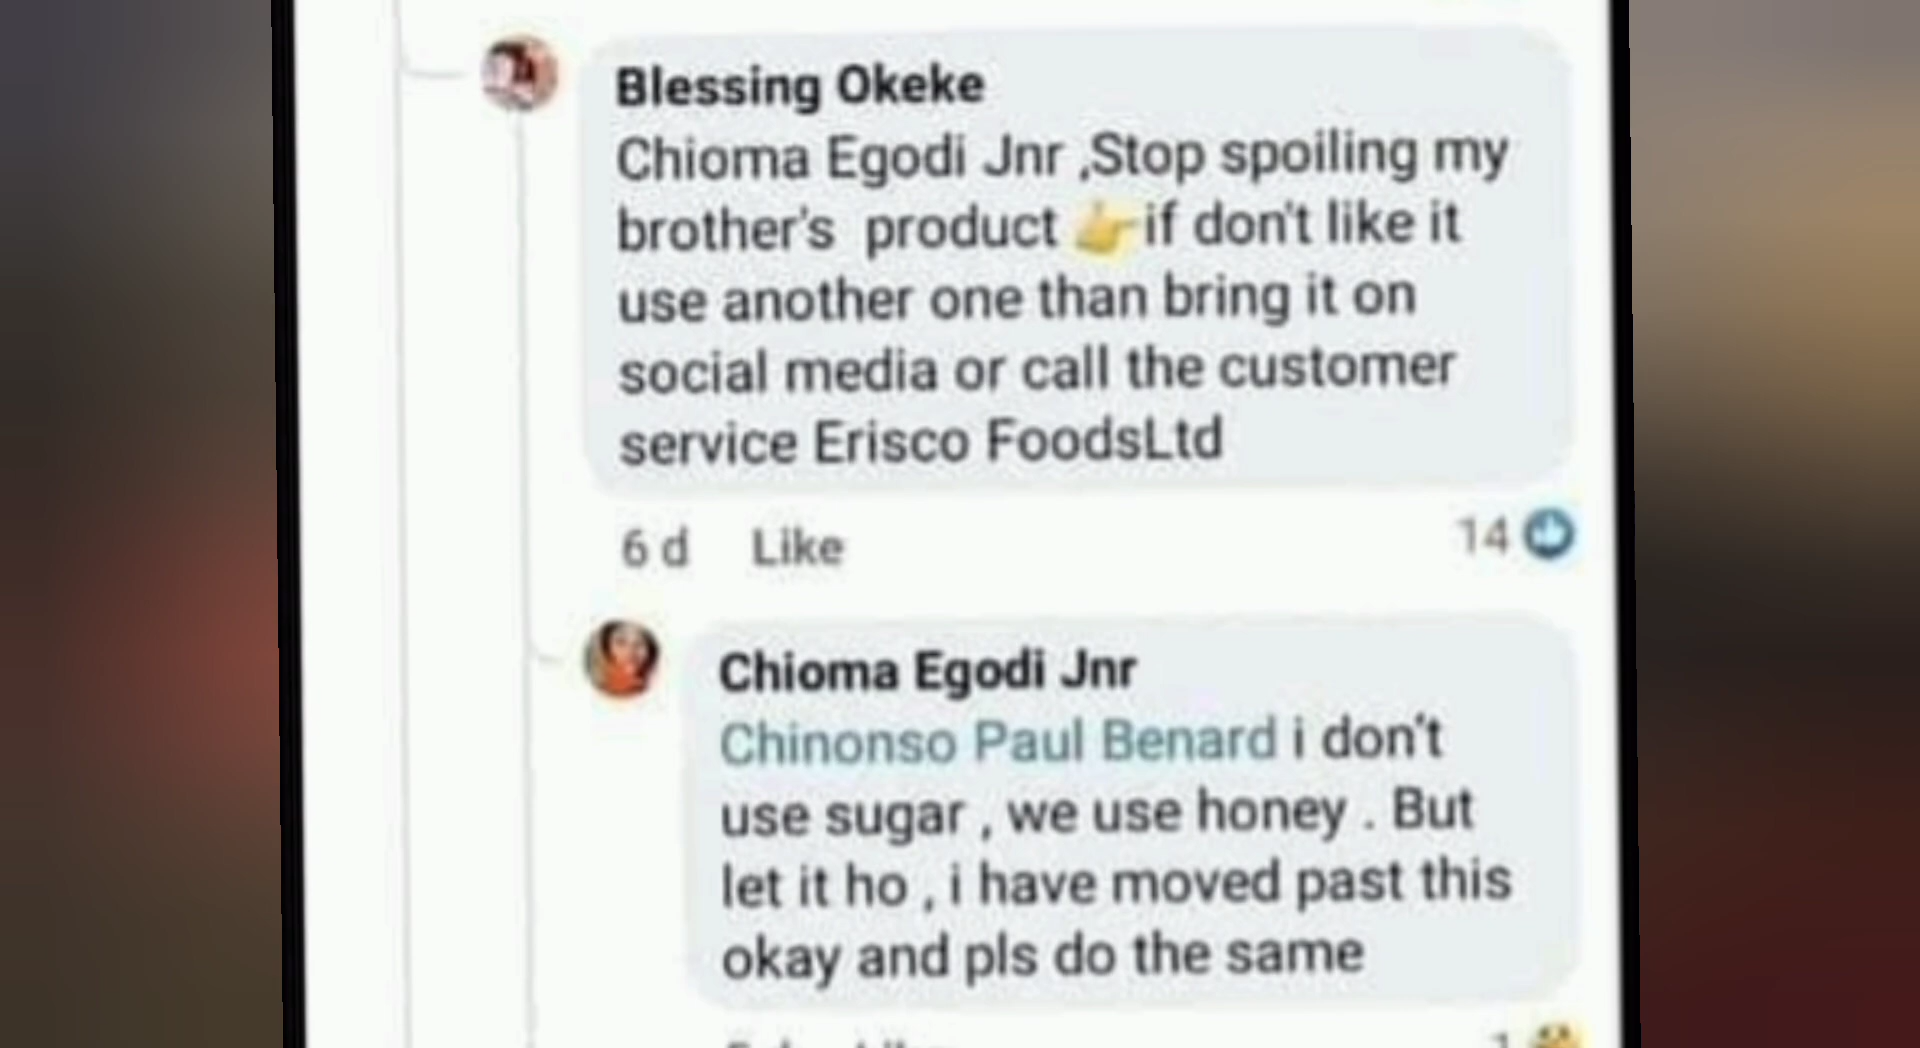 Blessing Okeke
Chioma Egodi Jnr ,Stop spoiling my
brother's product 👉if don't like it
use another one than bring it on
social media or call the customer
service Erisco FoodsLtd
6 d Like 14
Chioma Egodi Jnr
Chinonso Paul Benard i don't
use sugar , we use honey . But
let it ho , i have moved past this
okay and pls do the same